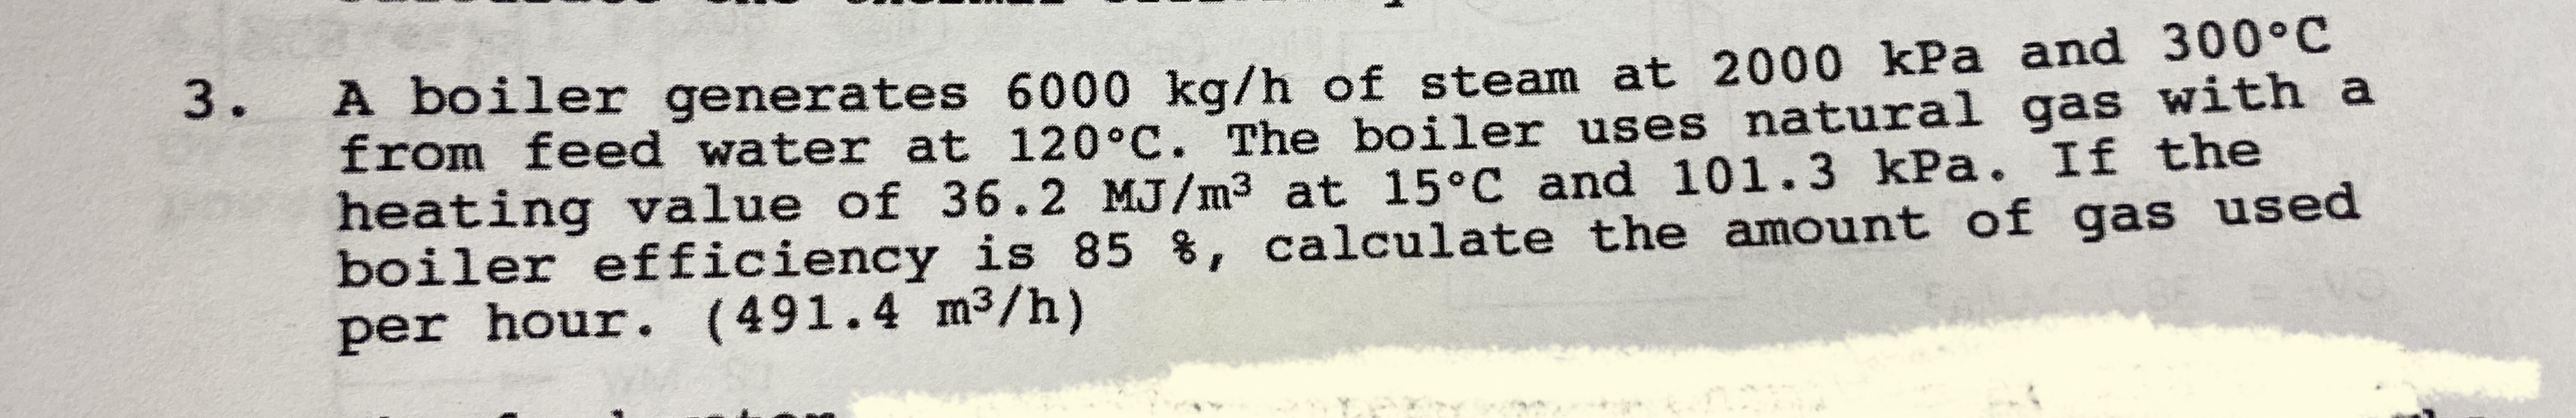 3. A boiler generates 6000 kg/h of steam at 2000 kPa and 300°C
from feed water at 120°C. The boiler uses natural gas with a
heating value of 36.2 MJ/m³ at 15°C and 101.3 kPa. If the
boiler efficiency is 85 %, calculate the amount of gas used
per hour. (491.4 m³/h)